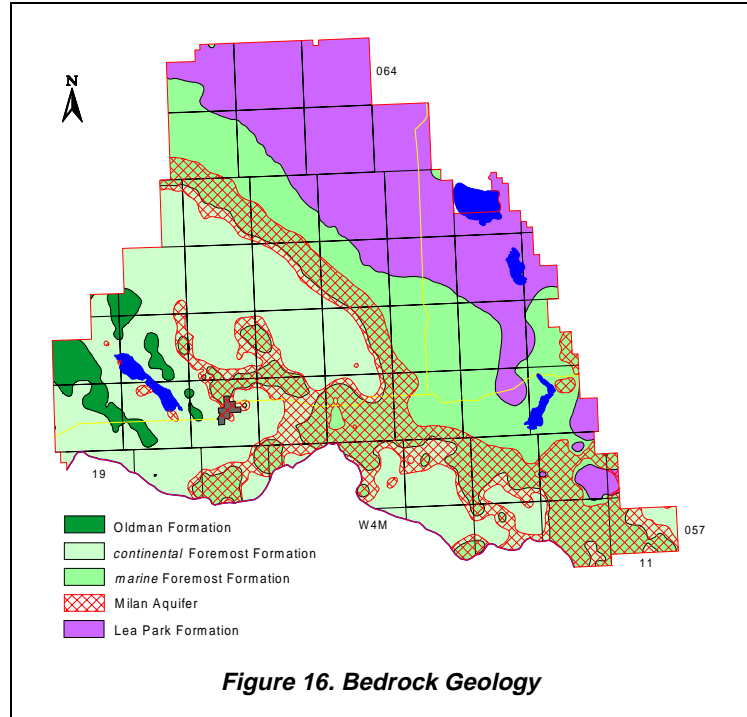 064
N
19
W4M
057
11
Oldman Formation
continental Foremost Formation
marine Foremost Formation
Milan Aquifer
Lea Park Formation
Figure 16. Bedrock Geology